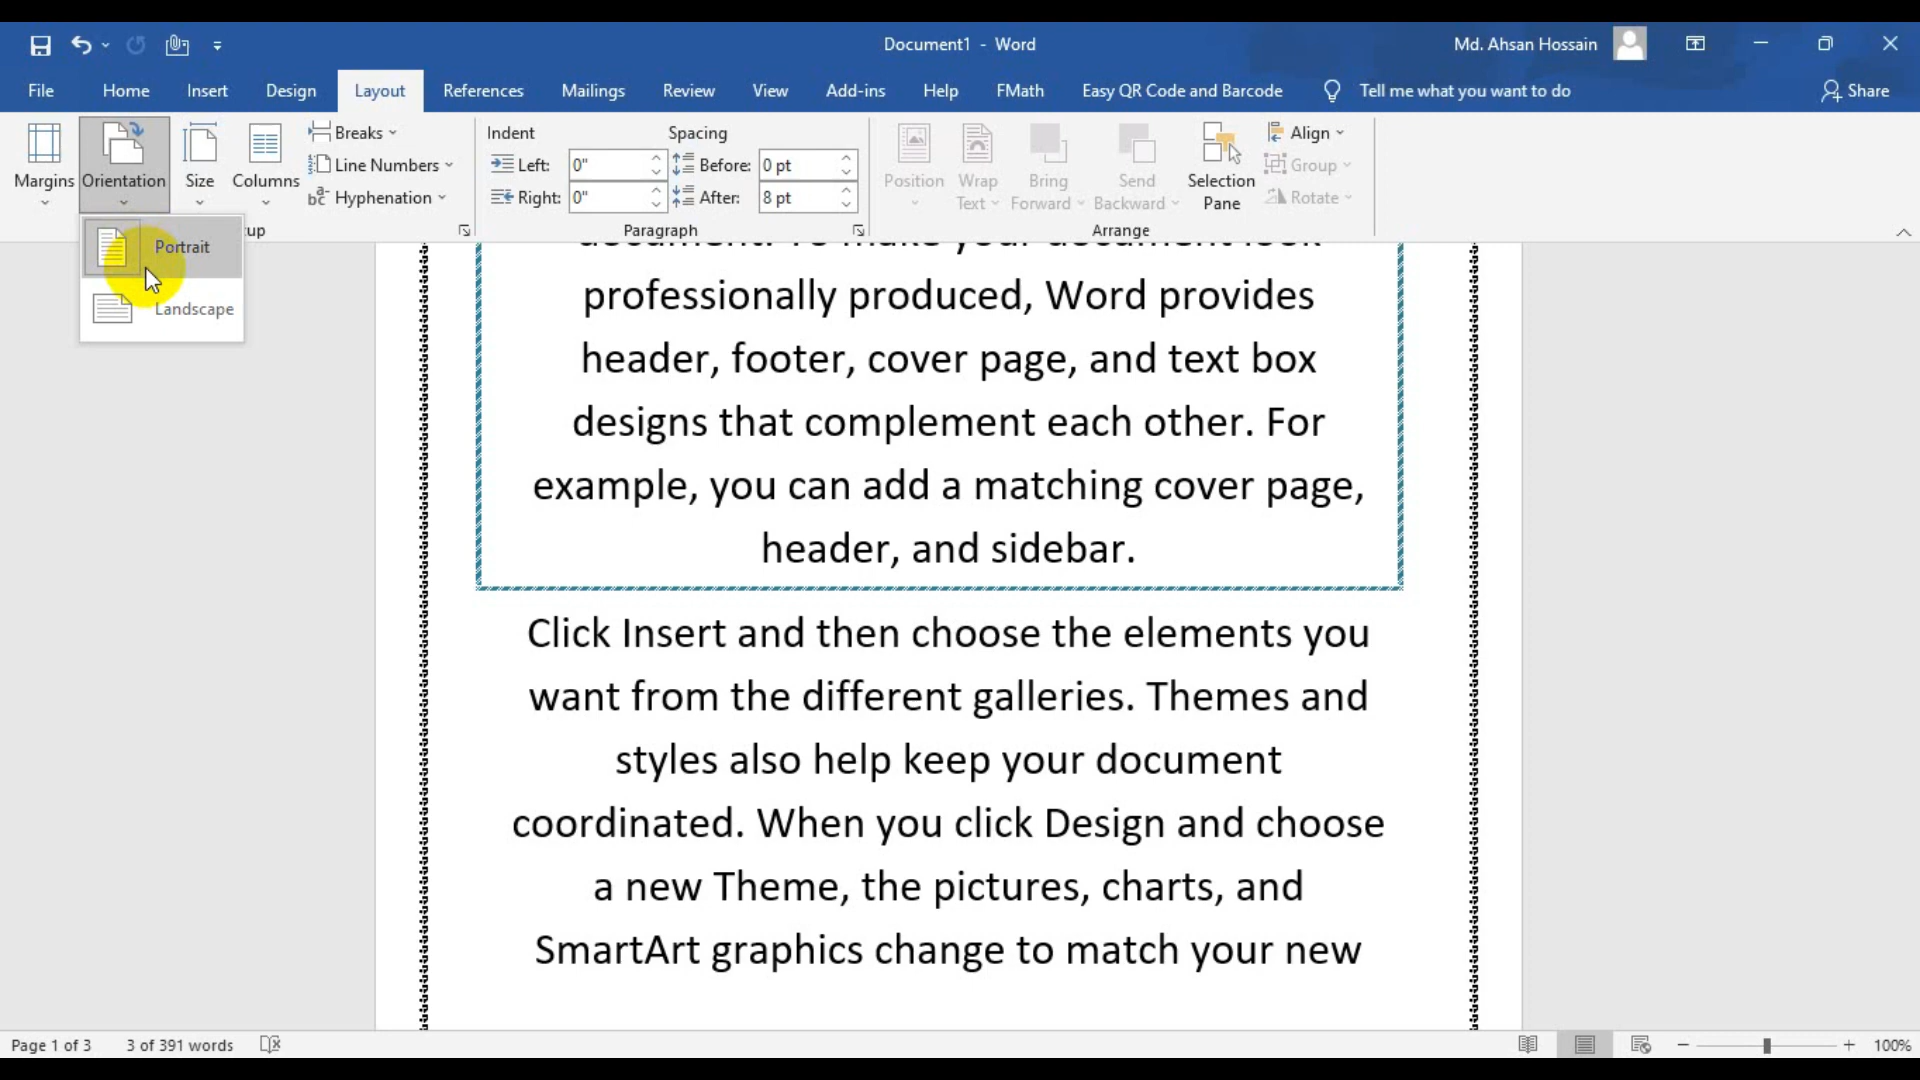 Document1 - Word
Md. Ahsan Hossain
File Home Insert Design Layout References Mailings Review View Add-ins Help FMath Easy QR Code and Barcode Tell me what you want to do Share
Margins
Orientation
Size
Columns
Breaks
Line Numbers
Hyphenation
Indent
Left: 0"
Right: 0"
Spacing
Before: 0 pt
After: 8 pt
Paragraph
Position
Wrap
Text
Bring
Forward
Send
Backward
Selection
Pane
Align
Group
Rotate
Arrange
Portrait
Landscape
professionally produced, Word provides
header, footer, cover page, and text box
designs that complement each other. For
example, you can add a matching cover page,
header, and sidebar.
Click Insert and then choose the elements you
want from the different galleries. Themes and
styles also help keep your document
coordinated. When you click Design and choose
a new Theme, the pictures, charts, and
SmartArt graphics change to match your new
Page 1 of 3 3 of 391 words 100%